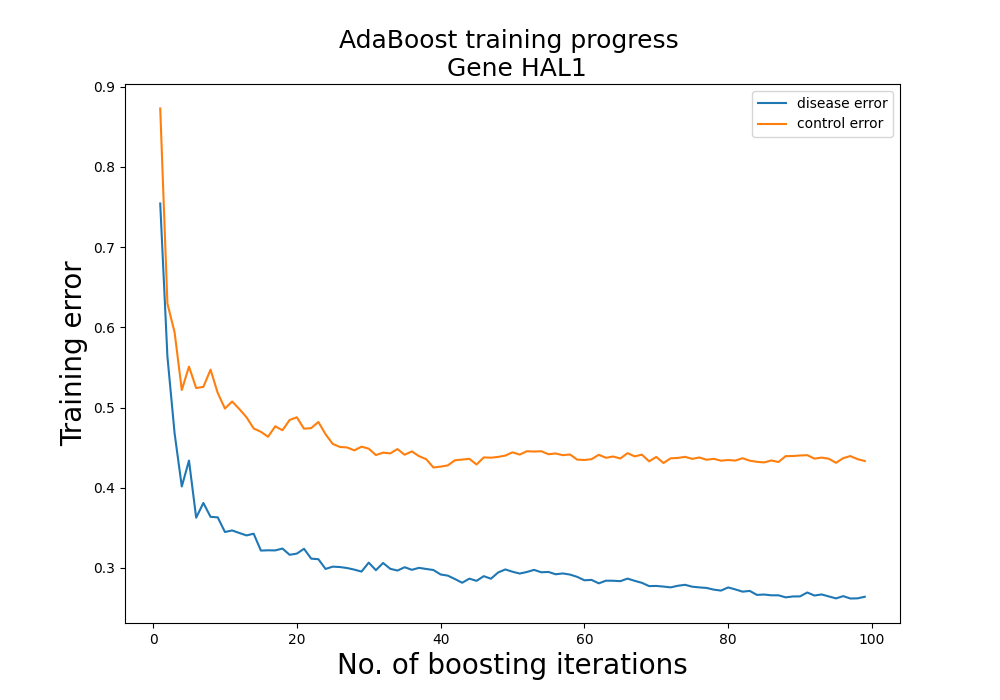 AdaBoost training progress
Gene HAL1
disease error
control error
Training error
0.9
0.8
0.7
0.6
0.5
0.4
0.3
0 20 40 60 80 100
No. of boosting iterations